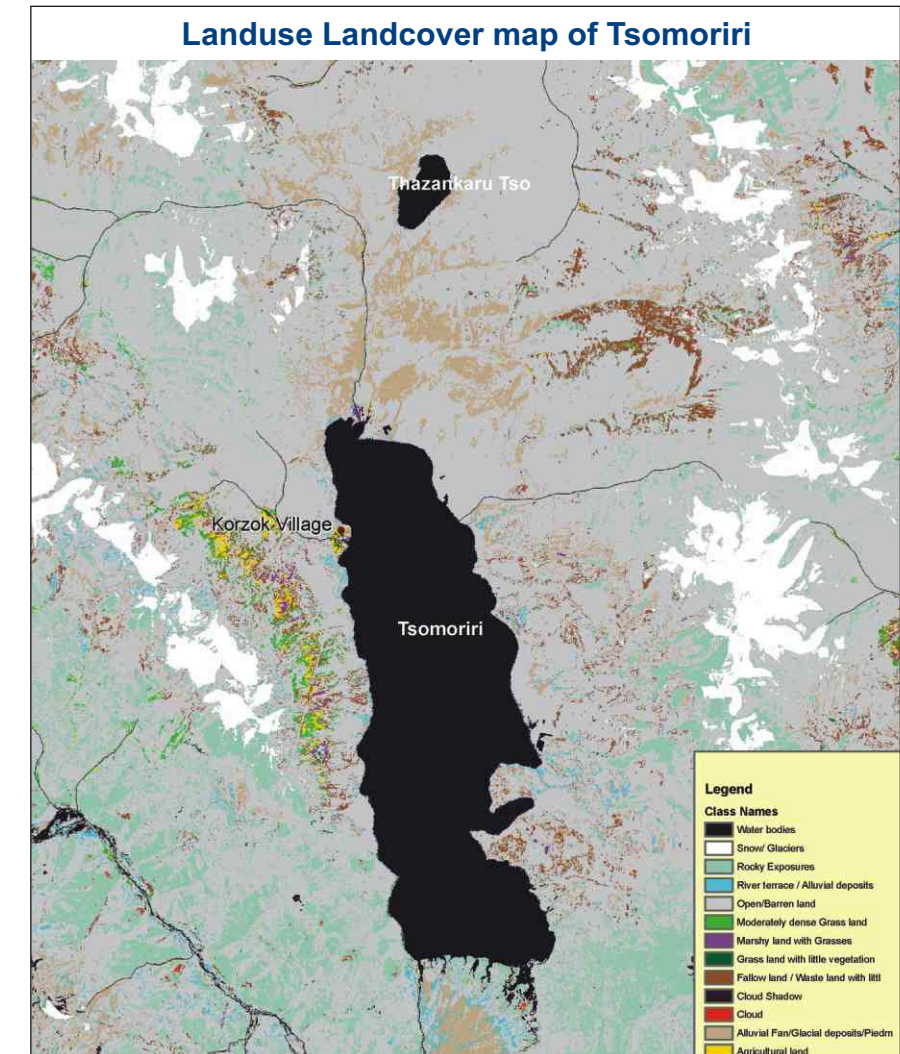 Landuse Landcover map of Tsomoriri
Thazankaru Tso
Korzok Village
Tsomoriri
Legend
Class Names
Water bodies
Snow/ Glaciers
Rocky Exposures
River terrace / Alluvial deposits
Open/Barren land
Moderately dense Grass land
Marshy land with Grasses
Grass land with little vegetation
Fallow land / Waste land with littl
Cloud Shadow
Cloud
Alluvial Fan/Glacial deposits/Piedm
Agricultural land